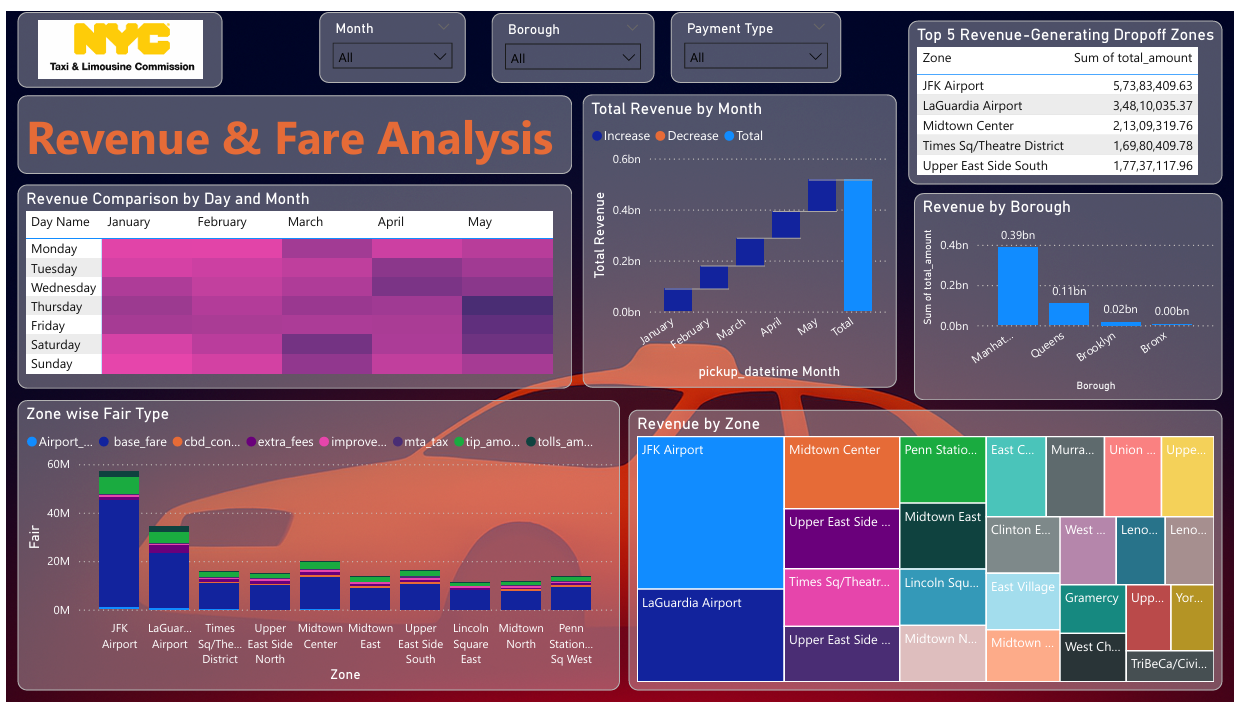 NYC
Taxi & Limousine Commission
Month
All
Borough
All
Payment Type
All
Top 5 Revenue-Generating Dropoff Zones
Zone Sum of total_amount
JFK Airport 5,73,83,409.63
LaGuardia Airport 3,48,10,035.37
Midtown Center 2,13,09,319.76
Times Sq/Theatre District 1,69,80,409.78
Upper East Side South 1,77,37,117.96
Revenue & Fare Analysis
Revenue Comparison by Day and Month
Day Name January February March April May
Monday
Tuesday
Wednesday
Thursday
Friday
Saturday
Sunday
Total Revenue by Month
Increase Decrease Total
Total Revenue
0.6bn
0.4bn
0.2bn
0.0bn
January February March April May Total
pickup_datetime Month
Revenue by Borough
Sum of total_amount
0.4bn
0.2bn
0.0bn
0.39bn
0.11bn
0.02bn
0.00bn
Manhat... Queens Brooklyn Bronx
Borough
Zone wise Fair Type
Airport_... base_fare cbd_con... extra_fees improve... mta_tax tip_amo... tolls_am...
Fair
60M
40M
20M
0M
JFK Airport
LaGuar... Airport
Times Sq/The... District
Upper East Side North
Midtown Center
Midtown East
Upper East Side South
Lincoln Square East
Midtown North
Penn Station... Sq West
Zone
Revenue by Zone
JFK Airport
LaGuardia Airport
Midtown Center
Upper East Side ...
Times Sq/Theatr...
Upper East Side ...
Penn Statio...
Midtown East
Lincoln Squ...
Midtown N...
East C...
Clinton E...
East Village
Midtown ...
Murra...
Union ...
Uppe...
West ...
Leno...
Leno...
Gramercy
West Ch...
Upp...
Yor...
TriBeCa/Civi...